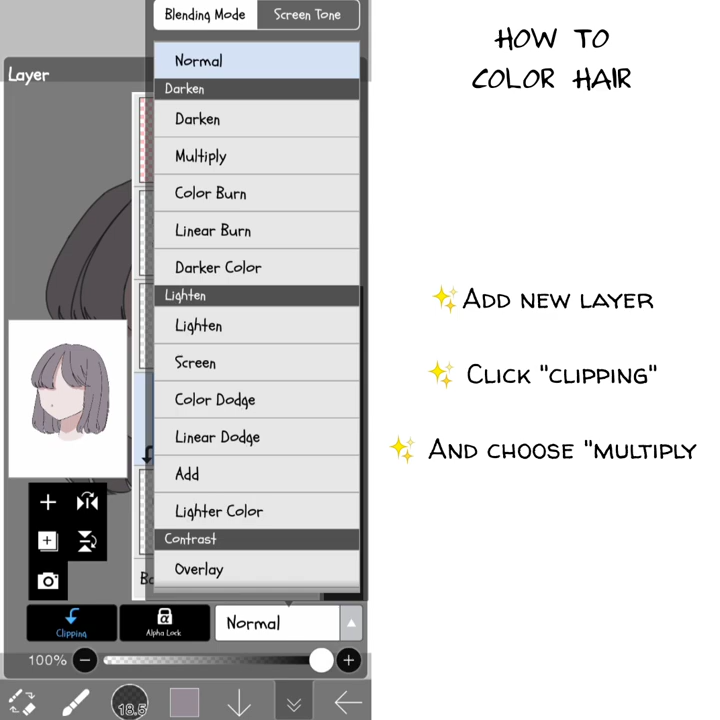 Blending Mode
Screen Tone
HOW TO
COLOR HAIR
Layer
Normal
Darken
Darken
Multiply
Color Burn
Linear Burn
Darker Color
Lighten
Lighten
Screen
Color Dodge
Linear Dodge
Add
Lighter Color
Contrast
Overlay
✨ADD NEW LAYER
✨ CLICK "CLIPPING"
✨ AND CHOOSE "MULTIPLY
Clipping
α
Alpha Lock
Normal
100%
18.5